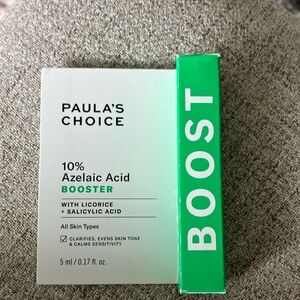 PAULA'S
CHOICE
10%
Azelaic Acid
BOOSTER
WITH LICORICE
+ SALICYLIC ACID
All Skin Types
CLARIFIES, EVENS SKIN TONE
& CALMS SENSITIVITY
5 ml / 0.17 fl. oz.
BOOST